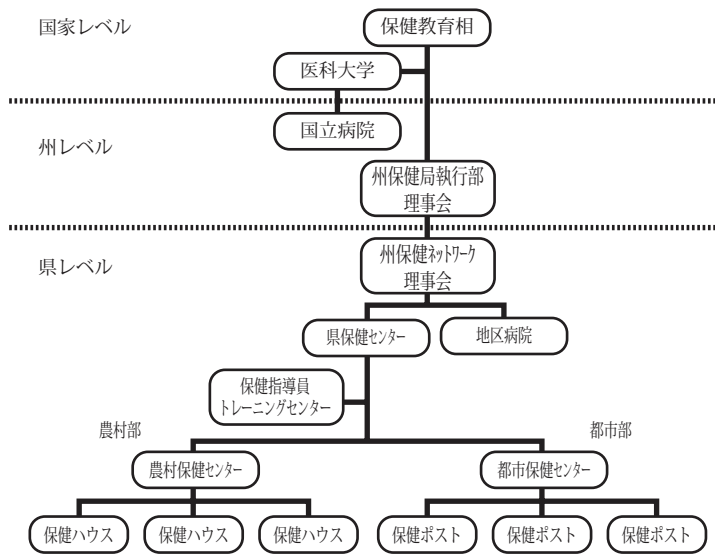 国家レベル
保健教育相
医科大学
国立病院
州レベル
州保健局執行部
理事会
州保健ネットワーク
理事会
県レベル
県保健センター
地区病院
保健指導員
トレーニングセンター
農村部
都市部
農村保健センター
都市保健センター
保健ハウス
保健ハウス
保健ハウス
保健ポスト
保健ポスト
保健ポスト